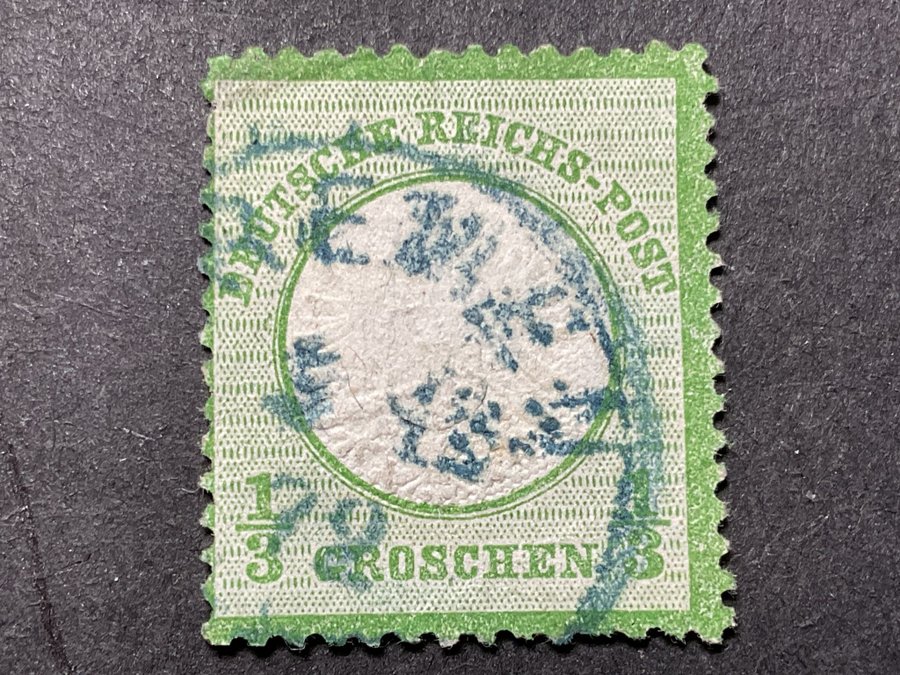 DEUTSCHE REICHS-POST
1/3 GROSCHEN 1/3